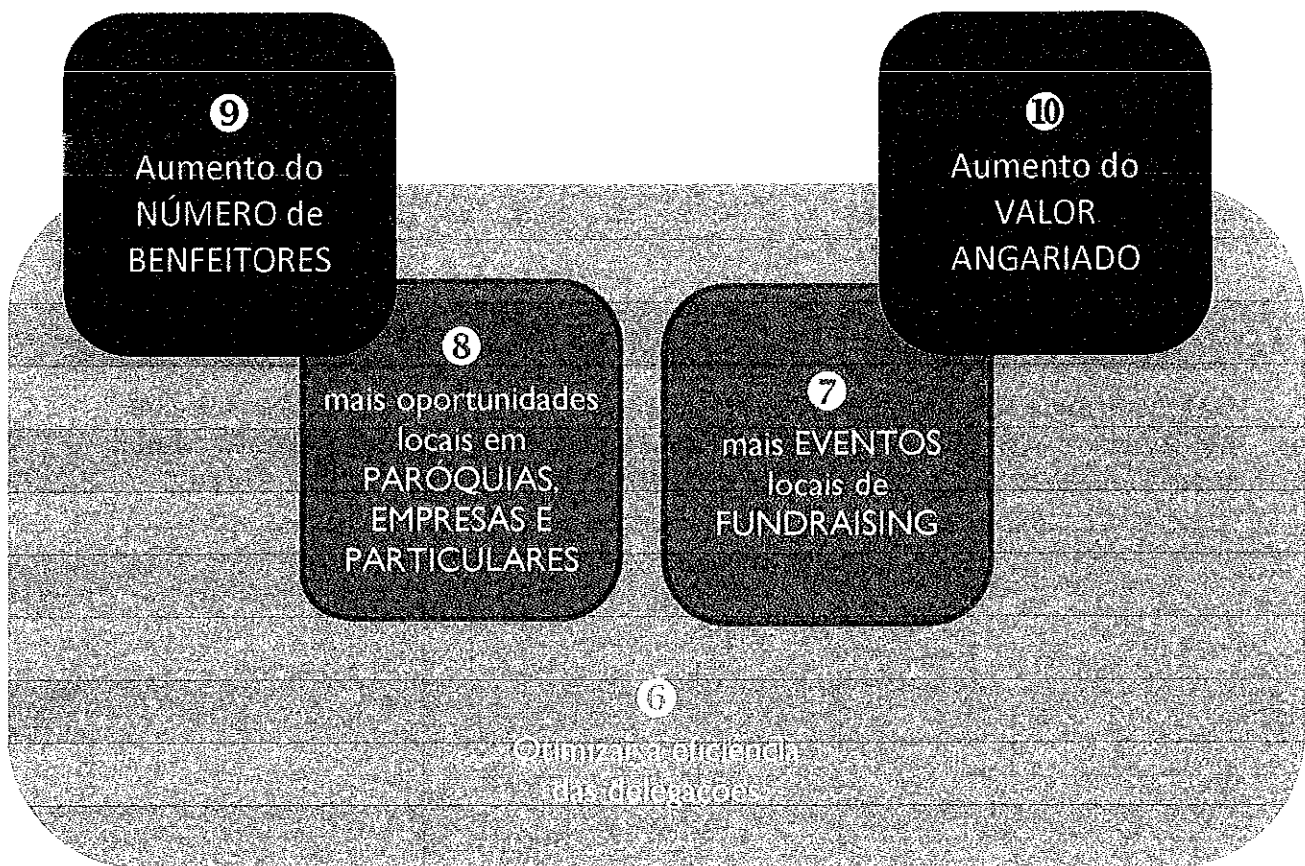 9
Aumento do
NÚMERO de
BENFEITORES
10
Aumento do
VALOR
ANGARIADO
8
mais oportunidades
locais em
PARÓQUIAS,
EMPRESAS E
PARTICULARES
7
mais EVENTOS
locais de
FUNDRAISING
6
Otimizar a eficiência
das delegações